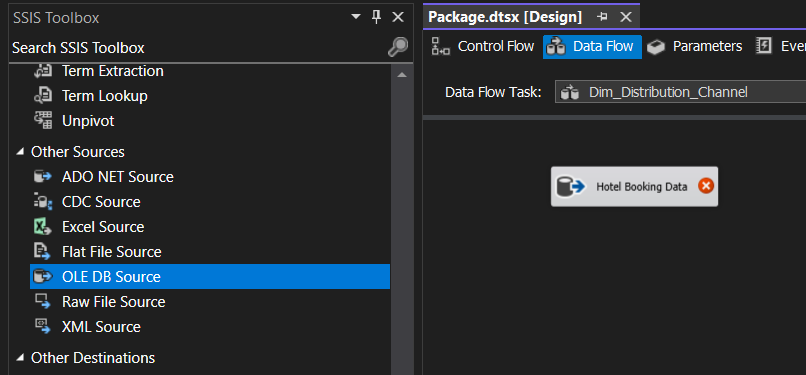 SSIS Toolbox
Search SSIS Toolbox
Term Extraction
Term Lookup
Unpivot
Other Sources
ADO NET Source
CDC Source
Excel Source
Flat File Source
OLE DB Source
Raw File Source
XML Source
Other Destinations
Package.dtsx [Design]
Control Flow Data Flow Parameters Eve
Data Flow Task: Dim_Distribution_Channel
Hotel Booking Data